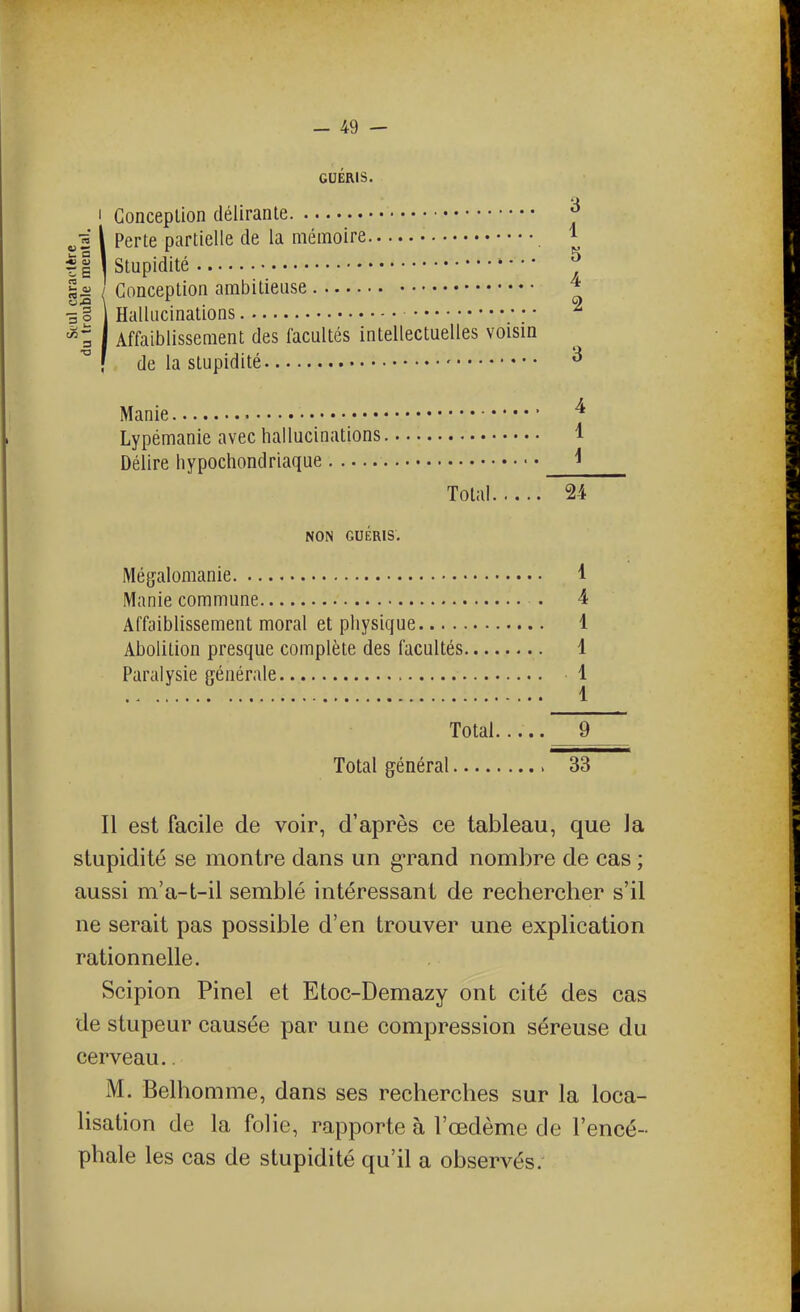 — 49 —
GUÉRIS.
Seul caractère
du trouble mental.
Conception délirante. 3
Perte partielle de la mémoire. 1
Stupidité 5
Conception ambitieuse 4
Hallucinations. 2
Affaiblissement des facultés intellectuelles voisin
de la stupidité. 3
Manie. 4
Lypémanie avec hallucinations. 1
Délire hypochondriaque 1
Total. 24
NON GUÉRIS.
Mégalomanie. 1
Manie commune. 4
Affaiblissement moral et physique. 1
Abolition presque complète des facultés. 1
Paralysie générale. 1
1
Total. 9
Total général. 33
Il est facile de voir, d'après ce tableau, que la
stupidité se montre dans un grand nombre de cas ;
aussi m'a-t-il semblé intéressant de rechercher s'il
ne serait pas possible d'en trouver une explication
rationnelle.
Scipion Pinel et Etoc-Demazy ont cité des cas
de stupeur causée par une compression séreuse du
cerveau.
M. Belhomme, dans ses recherches sur la loca-
lisation de la folie, rapporte à l'œdème de l'encé-
phale les cas de stupidité qu'il a observés.